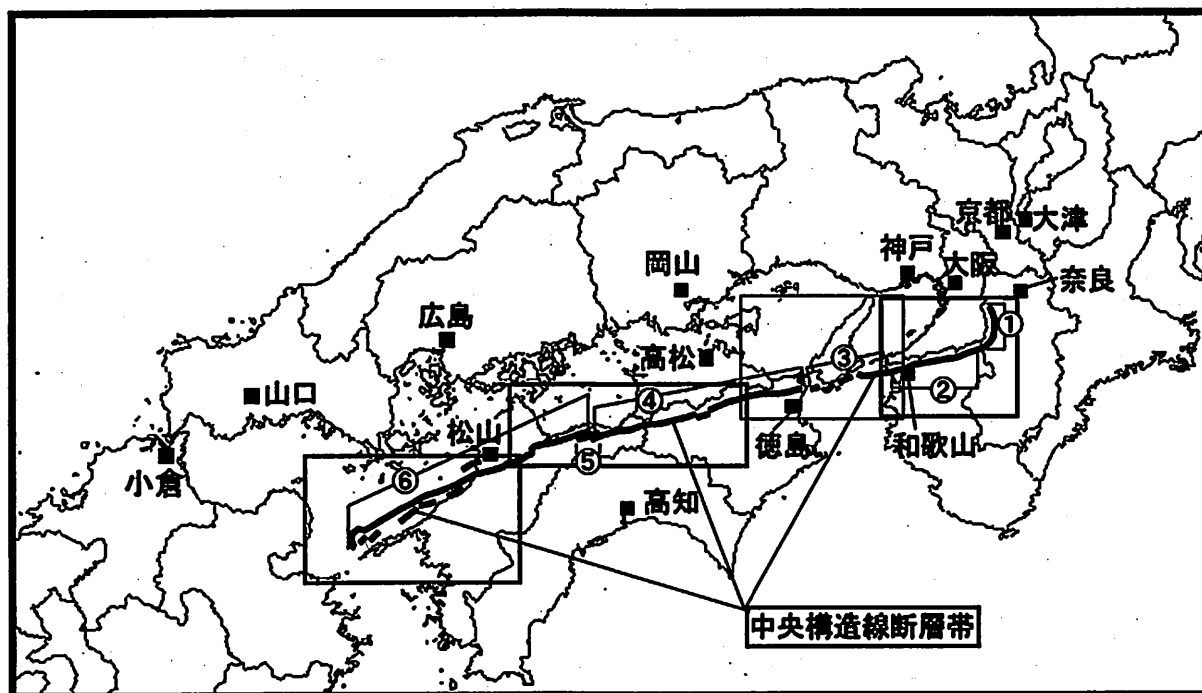 京都
大津
神戸
大阪
奈良
岡山
①
広島
高松
③
②
山口
④
松山
徳島
和歌山
⑤
小倉
⑥
高知
中央構造線断層帯